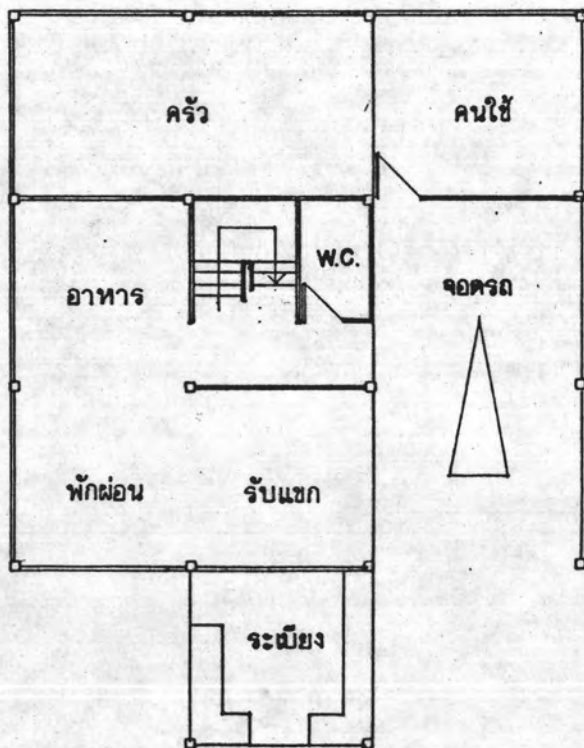 ครัว
คนใช้
อาหาร
W.C.
จอดรถ
พักผ่อน
รับแขก
ระเบียง